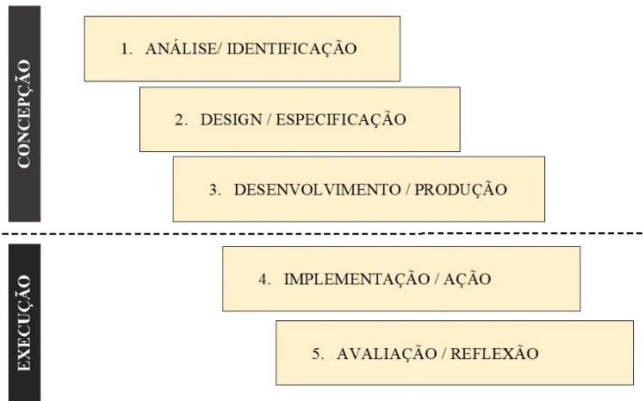 CONCEPÇÃO
1. ANÁLISE/ IDENTIFICAÇÃO
2. DESIGN / ESPECIFICAÇÃO
3. DESENVOLVIMENTO / PRODUÇÃO
EXECUÇÃO
4. IMPLEMENTAÇÃO / AÇÃO
5. AVALIAÇÃO / REFLEXÃO